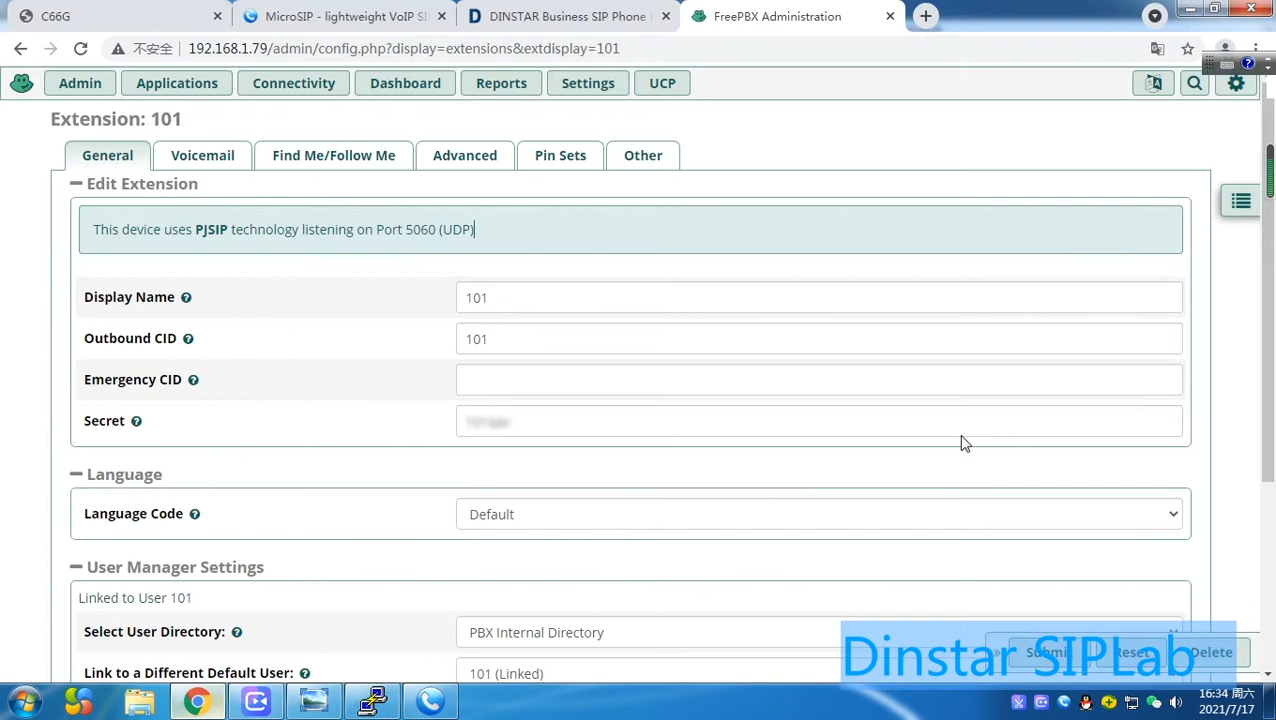 C66G
MicroSIP - lightweight VoIP SI
DINSTAR Business SIP Phone
FreePBX Administration
不安全 192.168.1.79/admin/config.php?display=extensions&extdisplay=101
Admin Applications Connectivity Dashboard Reports Settings UCP
Extension: 101
General Voicemail Find Me/Follow Me Advanced Pin Sets Other
Edit Extension
This device uses PJSIP technology listening on Port 5060 (UDP)
Display Name 101
Outbound CID 101
Emergency CID
Secret
Language
Language Code Default
User Manager Settings
Linked to User 101
Select User Directory: PBX Internal Directory
Submit Reset Delete
Dinstar SIPLab
Link to a Different Default User: 101 (Linked)
16:34 周六
2021/7/17